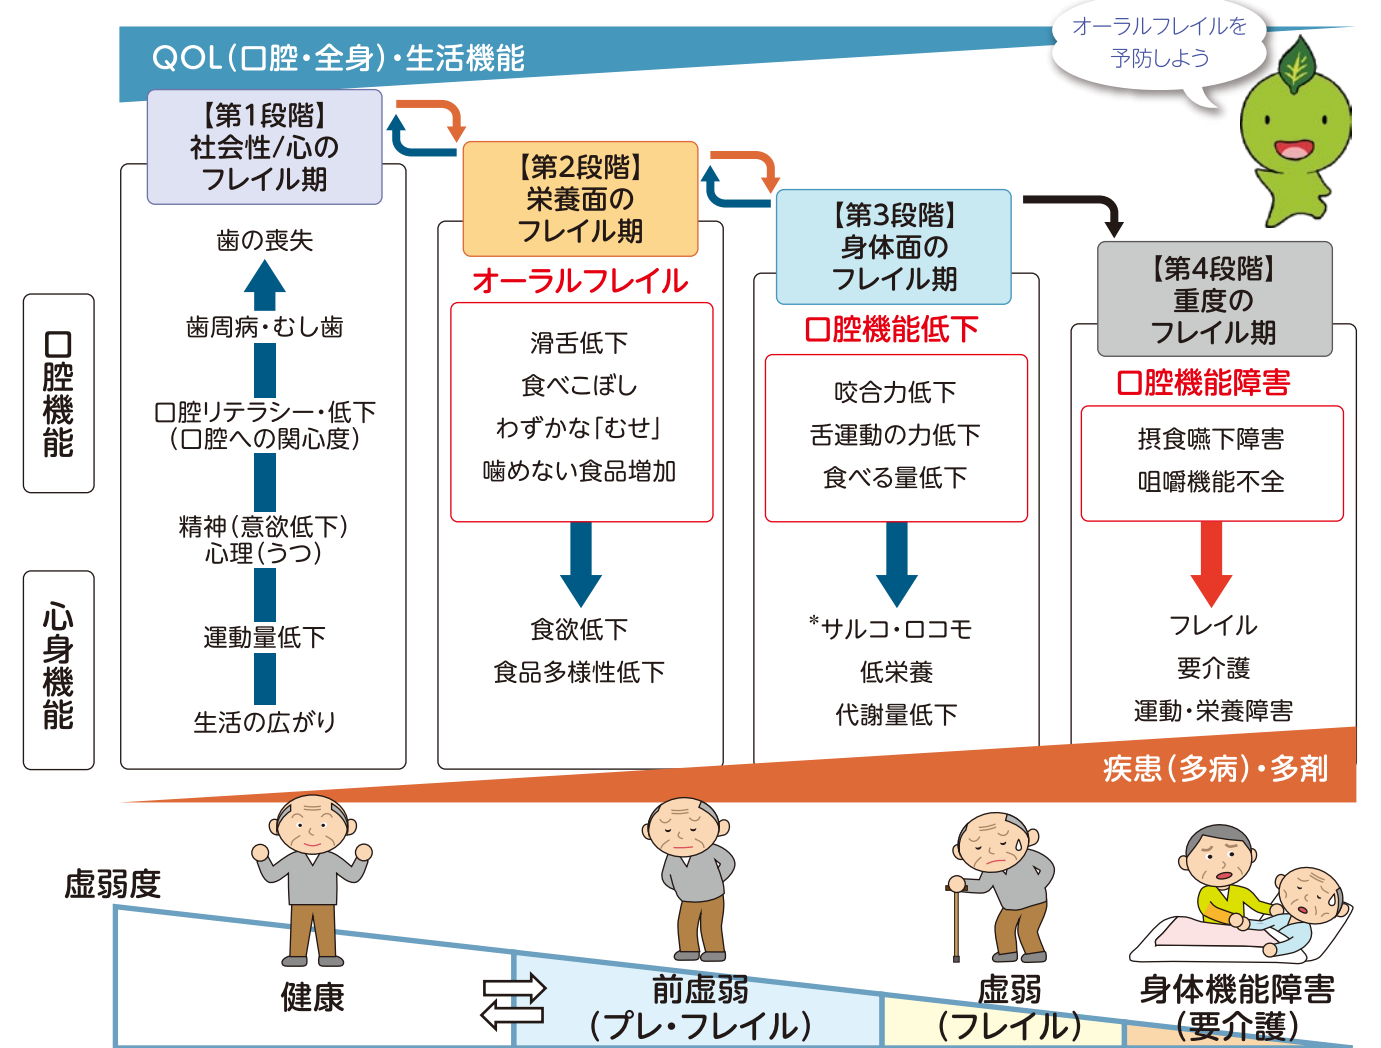 オーラルフレイルを
予防しよう
QOL(口腔・全身)・生活機能
【第1段階】
社会性/心の
フレイル期
歯の喪失
歯周病・むし歯
口腔リテラシー・低下
(口腔への関心度)
精神(意欲低下)
心理(うつ)
運動量低下
生活の広がり
【第2段階】
栄養面の
フレイル期
オーラルフレイル
滑舌低下
食べこぼし
わずかな「むせ」
噛めない食品増加
食欲低下
食品多様性低下
【第3段階】
身体面の
フレイル期
口腔機能低下
咬合力低下
舌運動の力低下
食べる量低下
*サルコ・ロコモ
低栄養
代謝量低下
【第4段階】
重度の
フレイル期
口腔機能障害
摂食嚥下障害
咀嚼機能不全
フレイル
要介護
運動・栄養障害
口腔機能
心身機能
疾患(多病)・多剤
虚弱度
健康
前虚弱
(プレ・フレイル)
虚弱
(フレイル)
身体機能障害
(要介護)